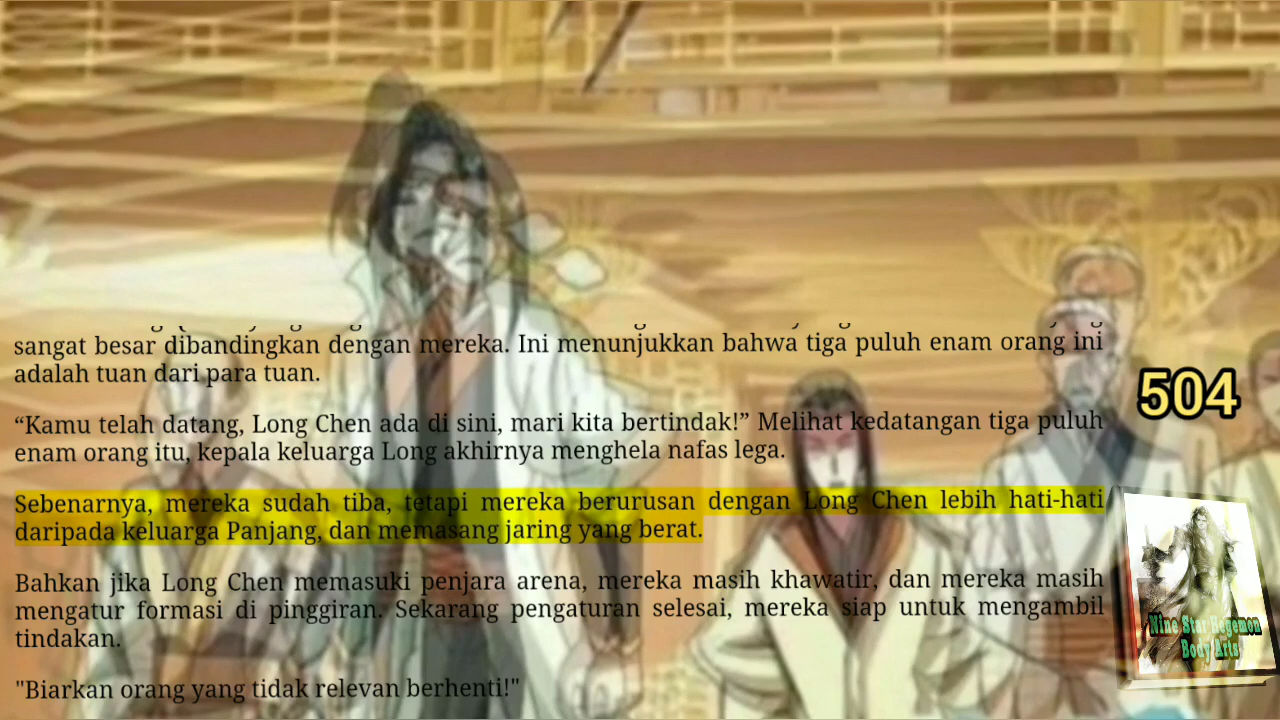 sangat besar dibandingkan dengan mereka. Ini menunjukkan bahwa tiga puluh enam orang ini
adalah tuan dari para tuan.
“Kamu telah datang, Long Chen ada di sini, mari kita bertindak!” Melihat kedatangan tiga puluh
enam orang itu, kepala keluarga Long akhirnya menghela nafas lega.
Sebenarnya, mereka sudah tiba, tetapi mereka berurusan dengan Long Chen lebih hati-hati
daripada keluarga Panjang, dan memasang jaring yang berat.
Bahkan jika Long Chen memasuki penjara arena, mereka masih khawatir, dan mereka masih
mengatur formasi di pinggiran. Sekarang pengaturan selesai, mereka siap untuk mengambil
tindakan.
"Biarkan orang yang tidak relevan berhenti!"
504
Nine Star Hegemon
Body Arts